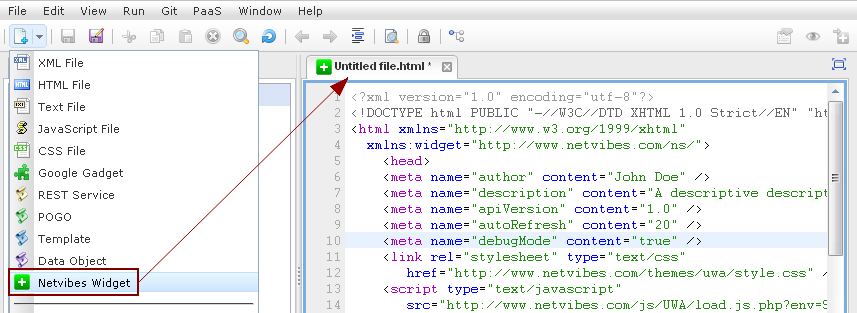 File Edit View Run Git PaaS Window Help
XML File
HTML File
Text File
JavaScript File
CSS File
Google Gadget
REST Service
POGO
Template
Data Object
Netvibes Widget
Untitled file.html *
1 <?xml version="1.0" encoding="utf-8"?>
2 <!DOCTYPE html PUBLIC "-//W3C//DTD XHTML 1.0 Strict//EN"
3 <html xmlns="http://www.w3.org/1999/xhtml"
4 xmlns:widget="http://www.netvibes.com/ns/">
5 <head>
6 <meta name="author" content="John Doe" />
7 <meta name="description" content="A descriptive descript
8 <meta name="apiVersion" content="1.0" />
9 <meta name="autoRefresh" content="20" />
10 <meta name="debugMode" content="true" />
11 <link rel="stylesheet" type="text/css"
12 href="http://www.netvibes.com/themes/uwa/style.css" /
13 <script type="text/javascript"
14 src="http://www.netvibes.com/js/UWA/load.js.php?env=